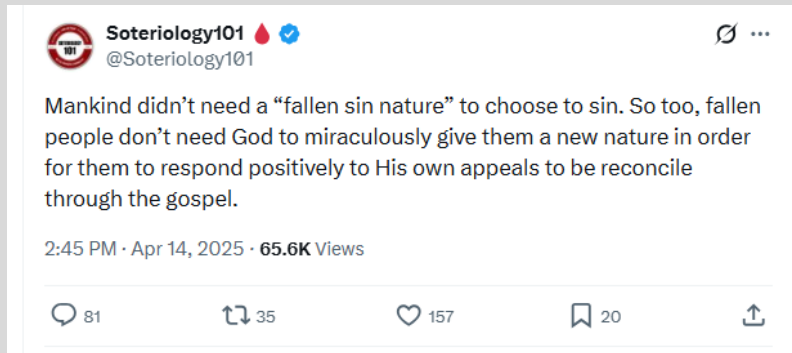 Soteriology101
@Soteriology101
SOTERIOLOGY
101
Mankind didn’t need a “fallen sin nature” to choose to sin. So too, fallen
people don’t need God to miraculously give them a new nature in order
for them to respond positively to His own appeals to be reconcile
through the gospel.
2:45 PM · Apr 14, 2025 · 65.6K Views
81 35 157 20